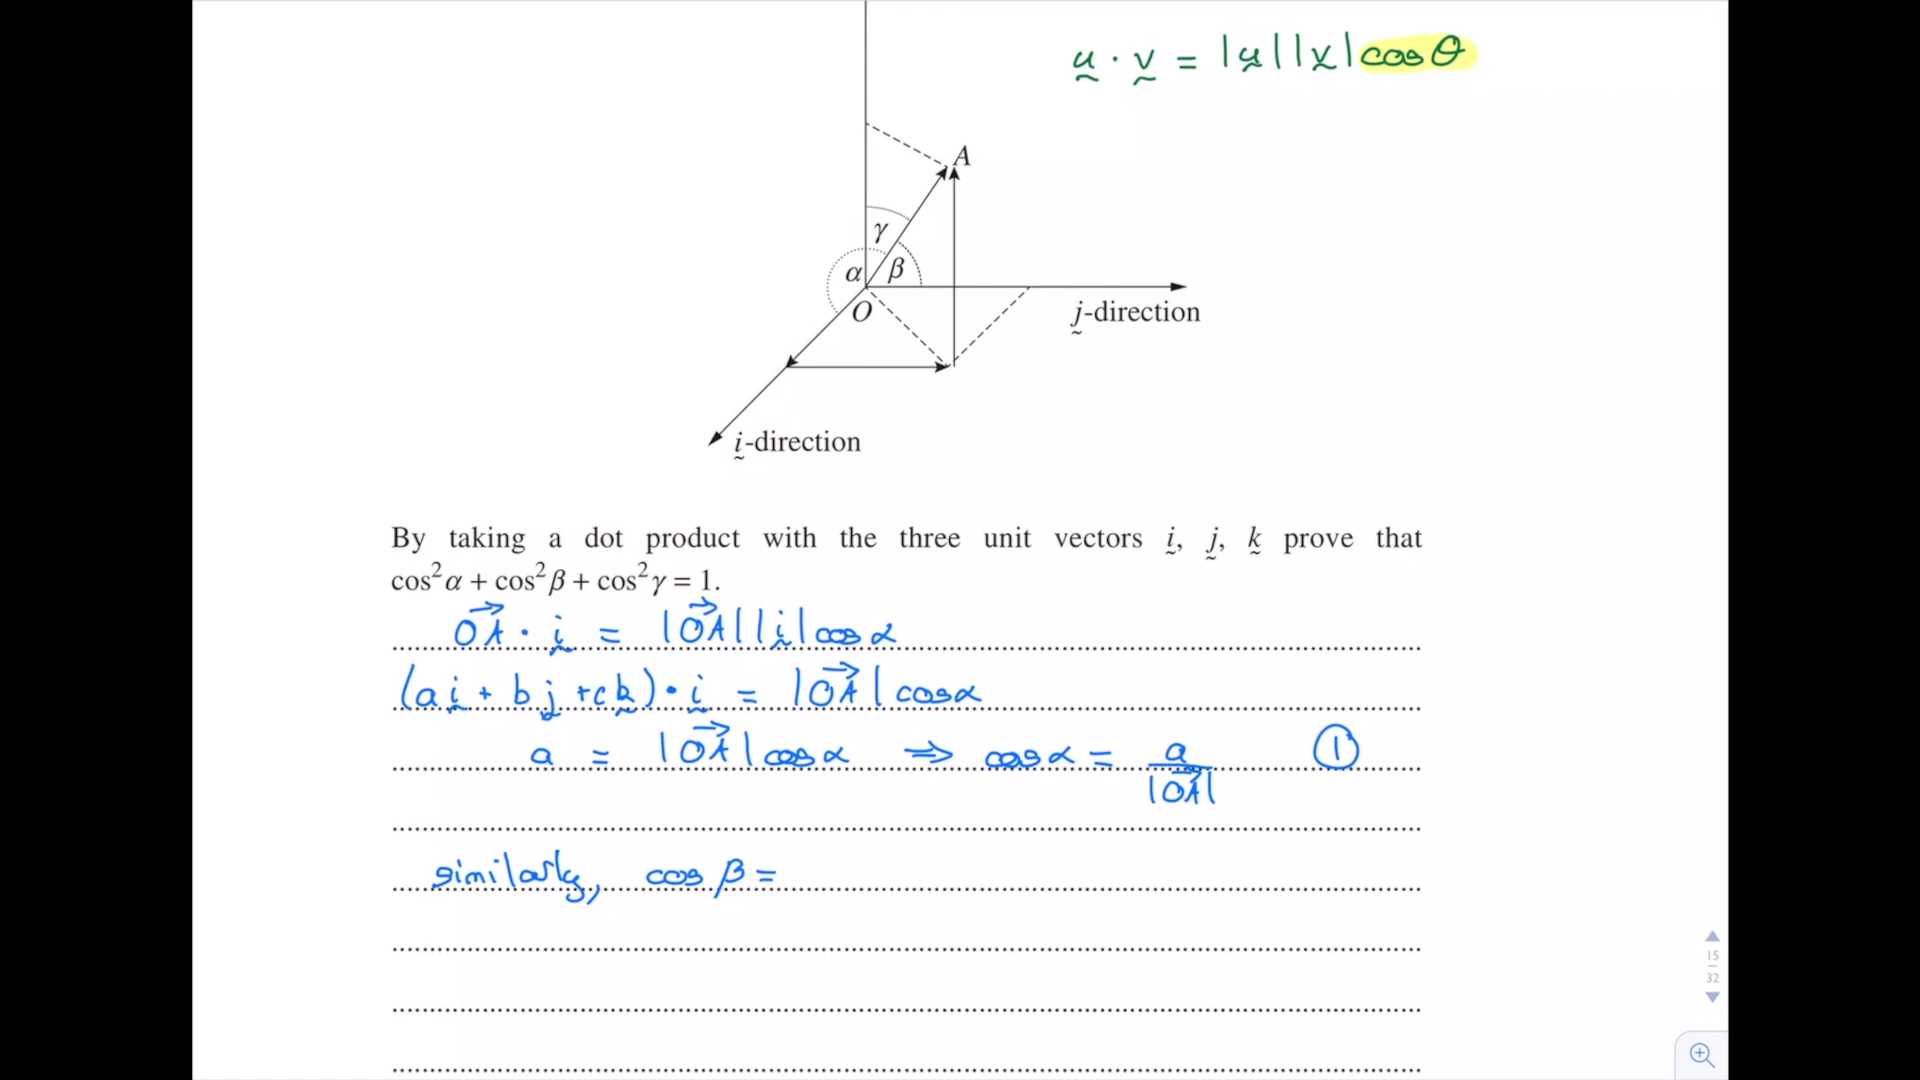 u · v = |u||v| cos θ
A
γ
α β
O
j-direction
i-direction
By taking a dot product with the three unit vectors i, j, k prove that
cos²α + cos²β + cos²γ = 1.
OA⃗ · i = |OA⃗||i| cos α
(ai + bj + ck) · i = |OA⃗| cos α
a = |OA⃗| cos α ⇒ cos α = a/|OA⃗| ①
similarly, cos β =
15
32